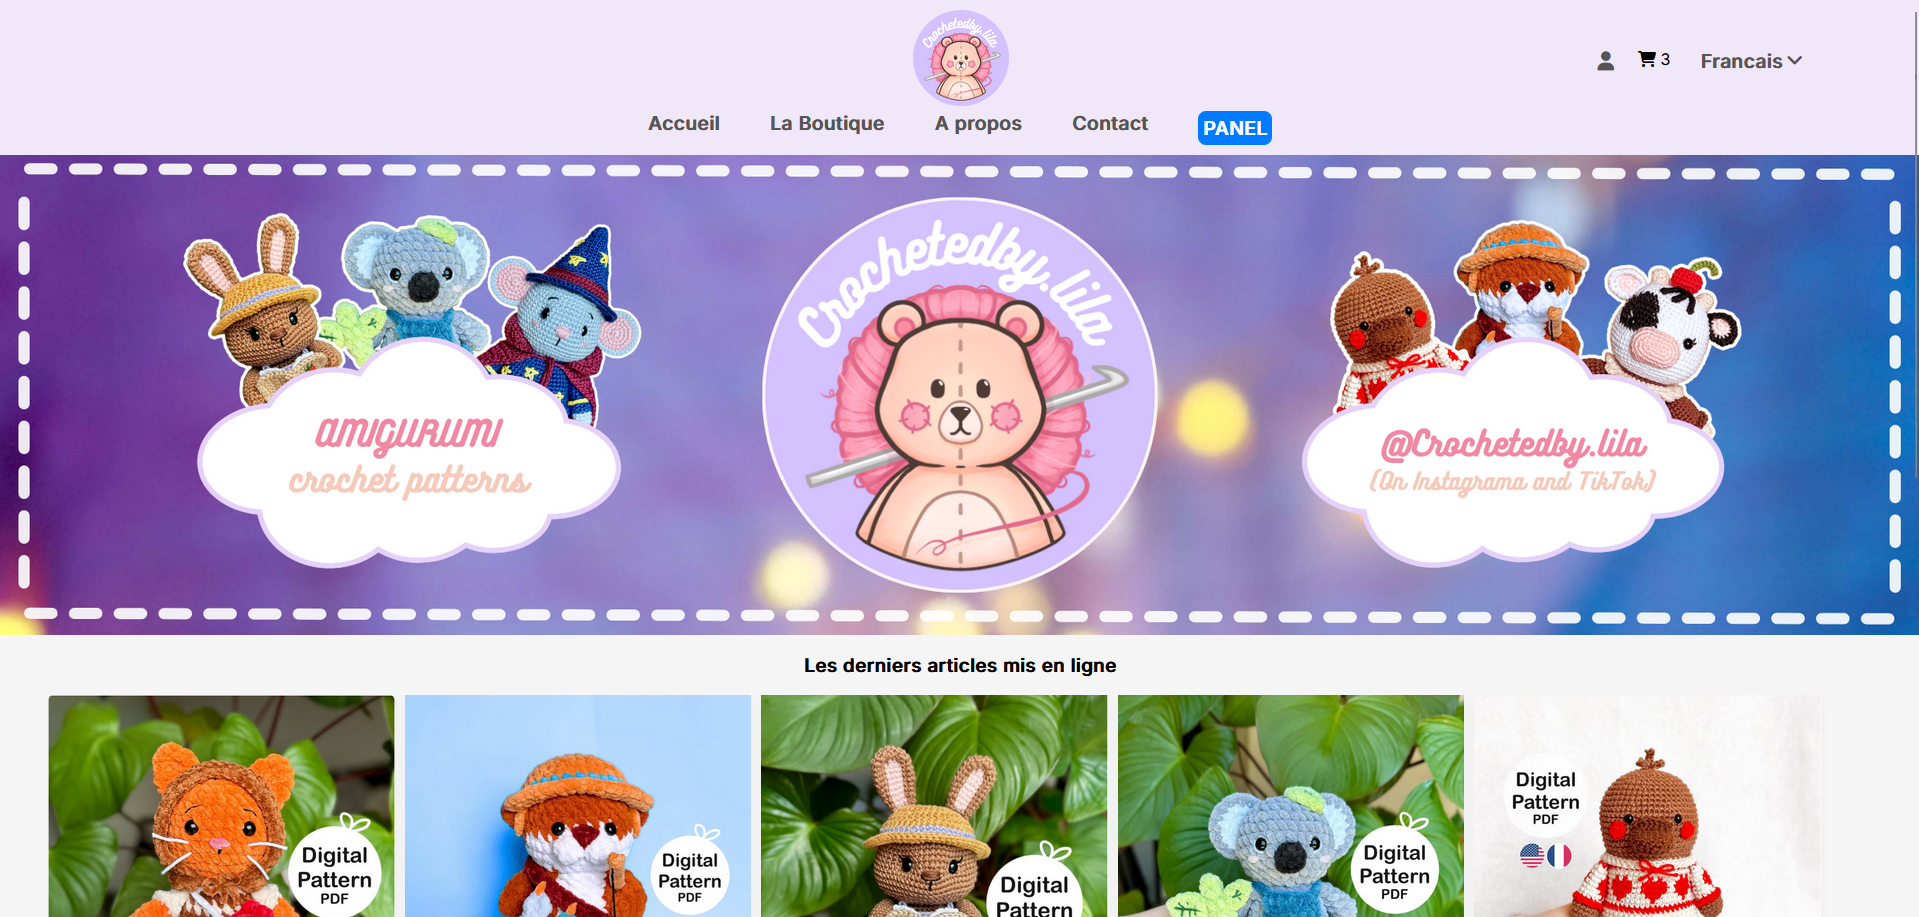 Crochetedby.lila
3
Francais
Accueil
La Boutique
A propos
Contact
PANEL
AMIGURUMI
crochet patterns
Crochetedby.lila
@Crochetedby.lila
(On Instagrama and TikTok)
Les derniers articles mis en ligne
Digital
Pattern
PDF
Digital
Pattern
PDF
Digital
Pattern
Digital
Pattern
PDF
Digital
Pattern
PDF